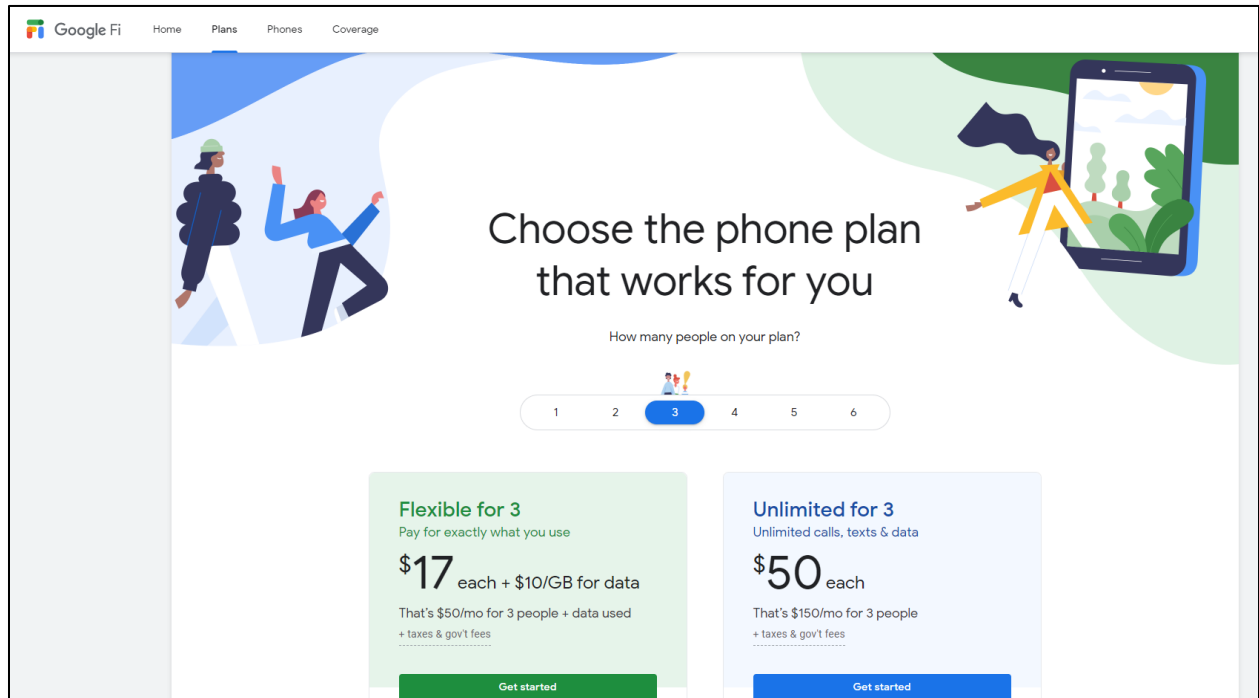 Google Fi Home Plans Phones Coverage
Choose the phone plan
that works for you
How many people on your plan?
1 2 3 4 5 6
Flexible for 3
Pay for exactly what you use
$17 each + $10/GB for data
That's $50/mo for 3 people + data used
+ taxes & gov't fees
Get started
Unlimited for 3
Unlimited calls, texts & data
$50 each
That's $150/mo for 3 people
+ taxes & gov't fees
Get started